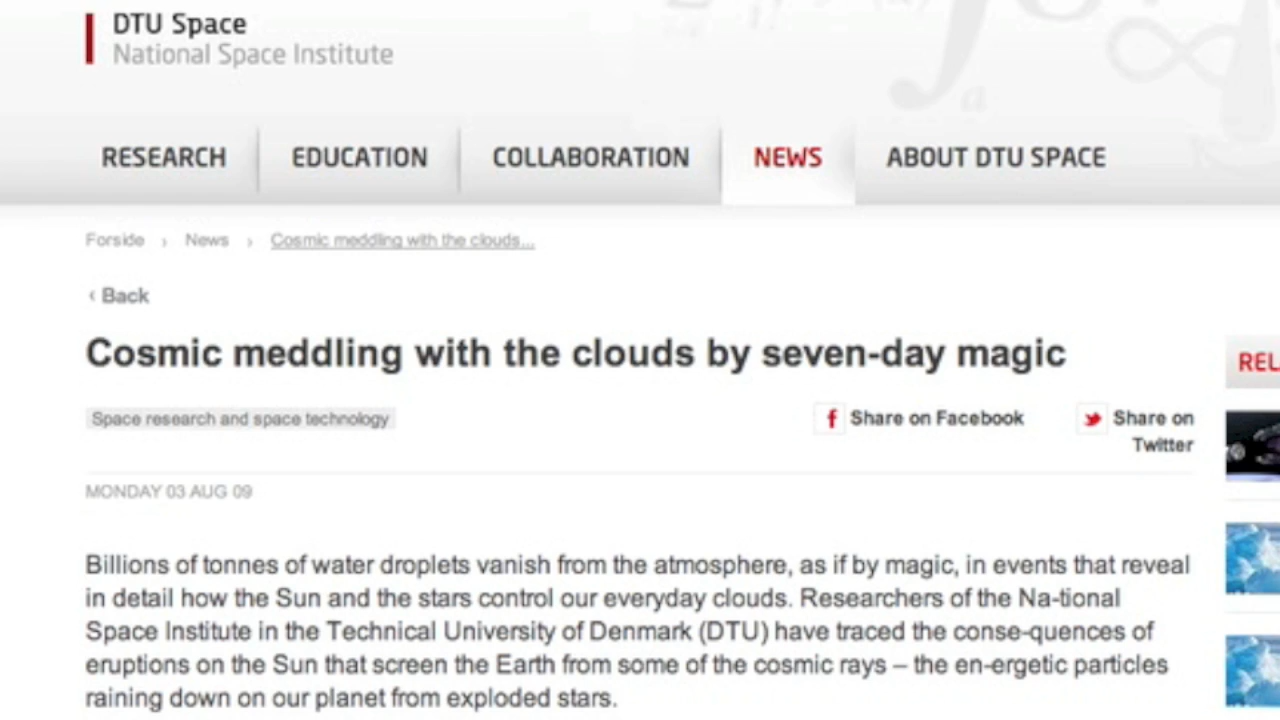 DTU Space
National Space Institute
RESEARCH EDUCATION COLLABORATION NEWS ABOUT DTU SPACE
Forside › News › Cosmic meddling with the clouds...
‹ Back
Cosmic meddling with the clouds by seven-day magic
REL
Space research and space technology
f Share on Facebook
Share on
Twitter
MONDAY 03 AUG 09
Billions of tonnes of water droplets vanish from the atmosphere, as if by magic, in events that reveal
in detail how the Sun and the stars control our everyday clouds. Researchers of the Na-tional
Space Institute in the Technical University of Denmark (DTU) have traced the conse-quences of
eruptions on the Sun that screen the Earth from some of the cosmic rays – the en-ergetic particles
raining down on our planet from exploded stars.